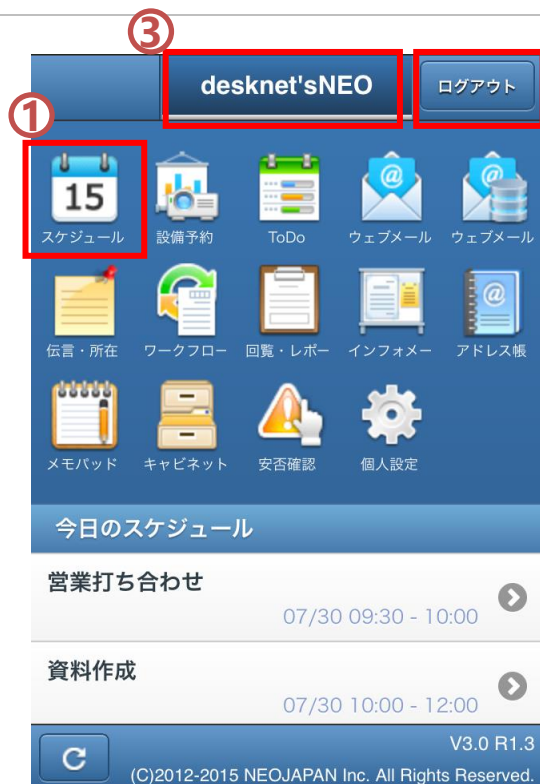 ③
desknet'sNEO
ログアウト
①
15
スケジュール
設備予約
ToDo
ウェブメール
ウェブメール
伝言・所在
ワークフロー
回覧・レポー
インフォメー
アドレス帳
メモパッド
キャビネット
安否確認
個人設定
今日のスケジュール
営業打ち合わせ
07/30 09:30 - 10:00
資料作成
07/30 10:00 - 12:00
V3.0 R1.3
(C)2012-2015 NEOJAPAN Inc. All Rights Reserved.